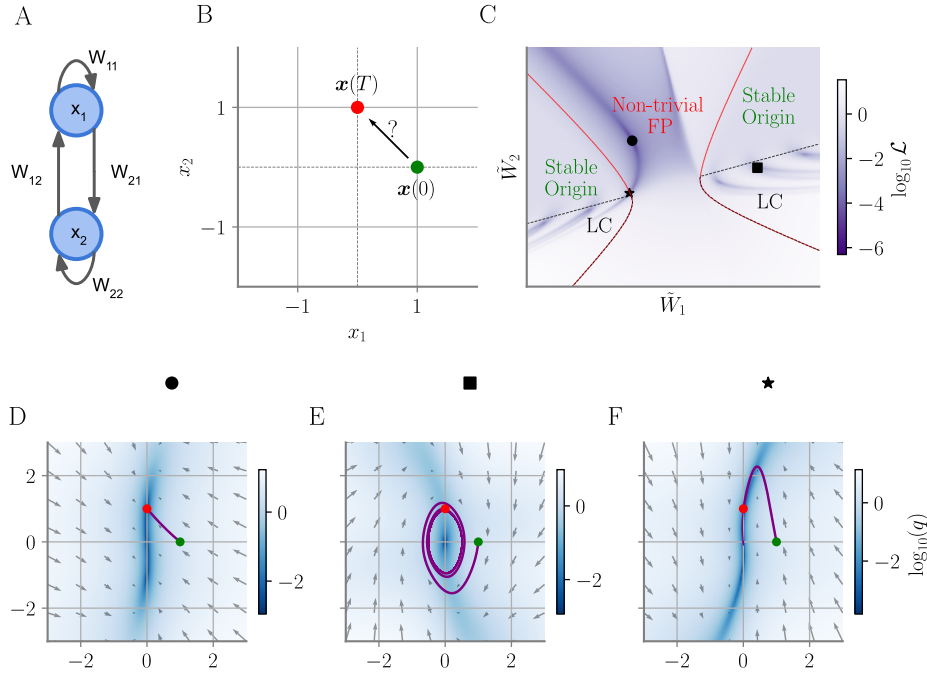 A
W11
x1
W12
W21
x2
W22
B
x(T)
1
?
x(0)
−1
−1
1
x2
x1
C
Non-trivial
FP
Stable
Origin
Stable
Origin
LC
LC
W̃2
W̃1
0
−2
−4
−6
log10 ℒ
D
2
0
−2
0
2
0
−2
E
−2
0
2
0
−2
F
0
2
0
−2
log10(q)